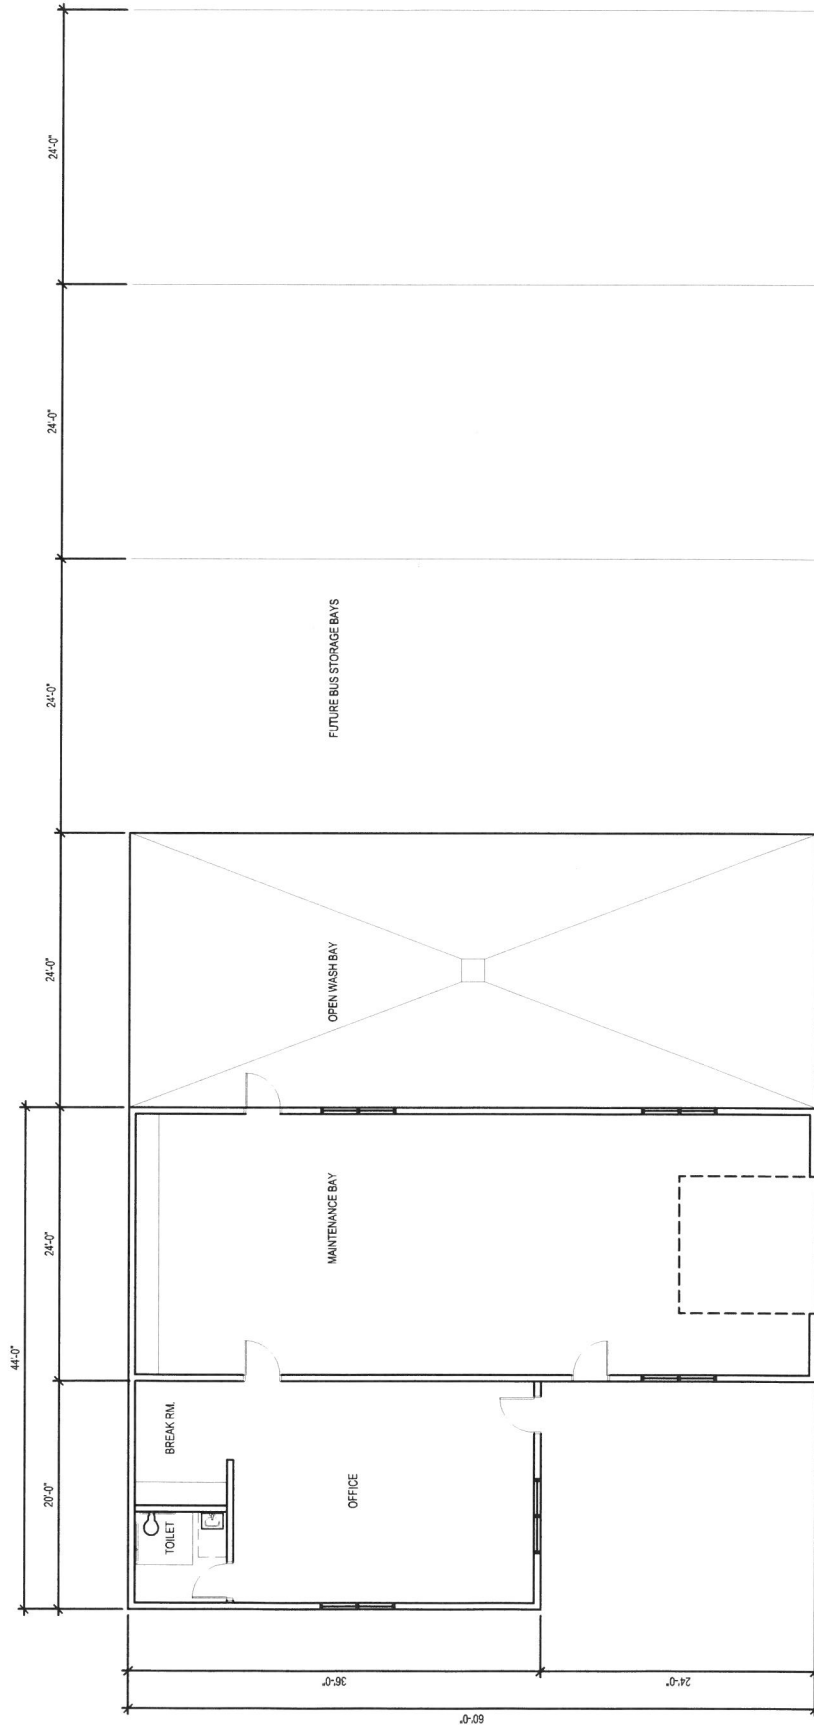 24'-0"
24'-0"
24'-0"
24'-0"
24'-0"
44'-0"
20'-0"
FUTURE BUS STORAGE BAYS
OPEN WASH BAY
MAINTENANCE BAY
BREAK RM.
TOILET
OFFICE
36'-0"
24'-0"
60'-0"